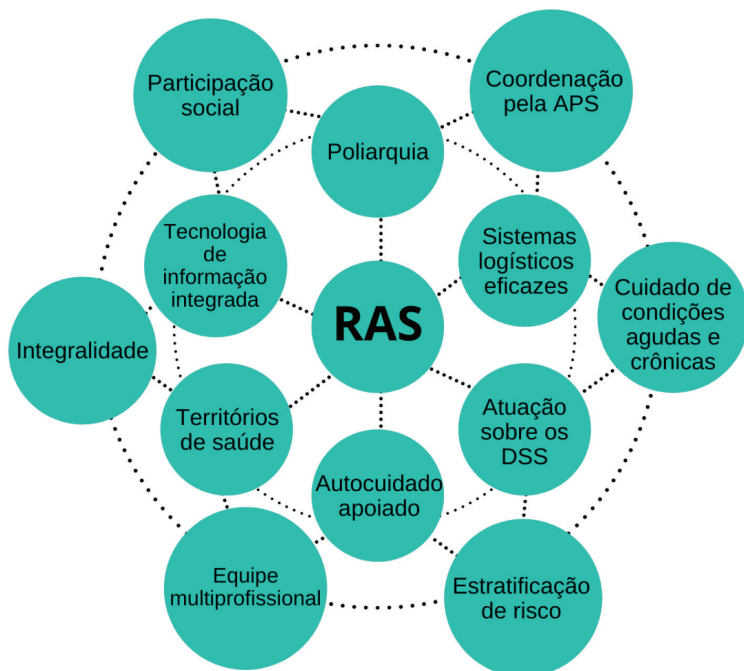 Participação
social
Coordenação
pela APS
Poliarquia
Tecnologia
de
informação
integrada
Sistemas
logísticos
eficazes
RAS
Integralidade
Cuidado de
condições
agudas e
crônicas
Territórios
de saúde
Atuação
sobre os
DSS
Autocuidado
apoiado
Equipe
multiprofissional
Estratificação
de risco